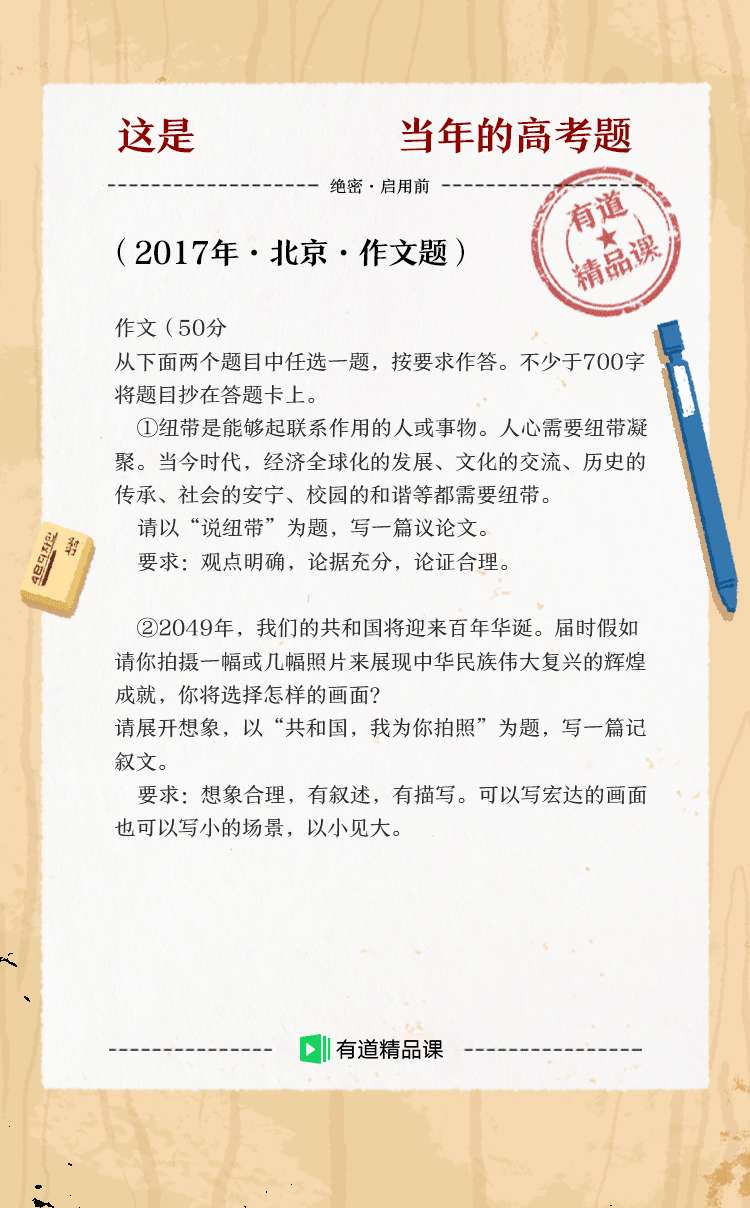 这是 当年的高考题
绝密·启用前
有道
精品课
（2017年·北京·作文题）
作文（50分
从下面两个题目中任选一题，按要求作答。不少于700字
将题目抄在答题卡上。
①纽带是能够起联系作用的人或事物。人心需要纽带凝
聚。当今时代，经济全球化的发展、文化的交流、历史的
传承、社会的安宁、校园的和谐等都需要纽带。
请以“说纽带”为题，写一篇议论文。
要求：观点明确，论据充分，论证合理。
②2049年，我们的共和国将迎来百年华诞。届时假如
请你拍摄一幅或几幅照片来展现中华民族伟大复兴的辉煌
成就，你将选择怎样的画面？
请展开想象，以“共和国，我为你拍照”为题，写一篇记
叙文。
要求：想象合理，有叙述，有描写。可以写宏达的画面
也可以写小的场景，以小见大。
有道精品课